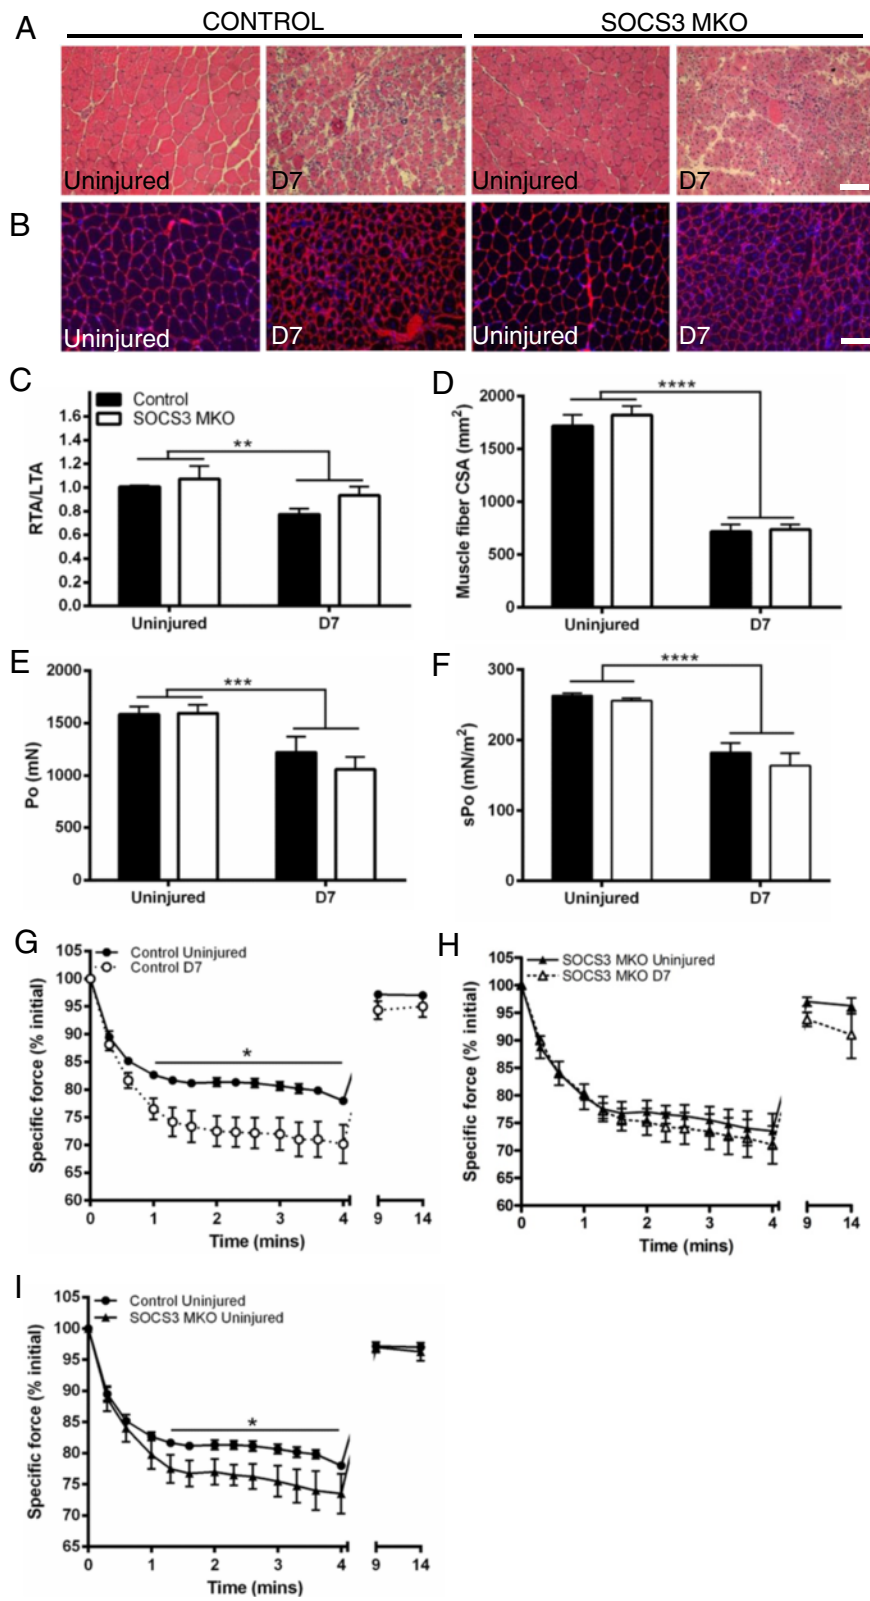 A CONTROL SOCS3 MKO
Uninjured D7 Uninjured D7
B
Uninjured D7 Uninjured D7
C
Control
SOCS3 MKO
1.6
1.4
1.2
1.0
0.8
0.6
0.4
0.2
0.0
RTA/LTA
**
Uninjured D7
D
2000
1500
1000
500
0
Muscle fiber CSA (mm²)
****
Uninjured D7
E
2000
1500
1000
500
0
Po (mN)
***
Uninjured D7
F
300
200
100
0
sPo (mN/m²)
****
Uninjured D7
G
Control Uninjured
Control D7
105
100
95
90
85
80
75
70
65
60
Specific force (% initial)
*
0 1 2 3 4 9 14
Time (mins)
H
SOCS3 MKO Uninjured
SOCS3 MKO D7
105
100
95
90
85
80
75
70
65
60
Specific force (% initial)
0 1 2 3 4 9 14
Time (mins)
I
Control Uninjured
SOCS3 MKO Uninjured
105
100
95
90
85
80
75
70
65
Specific force (% initial)
*
0 1 2 3 4 9 14
Time (mins)